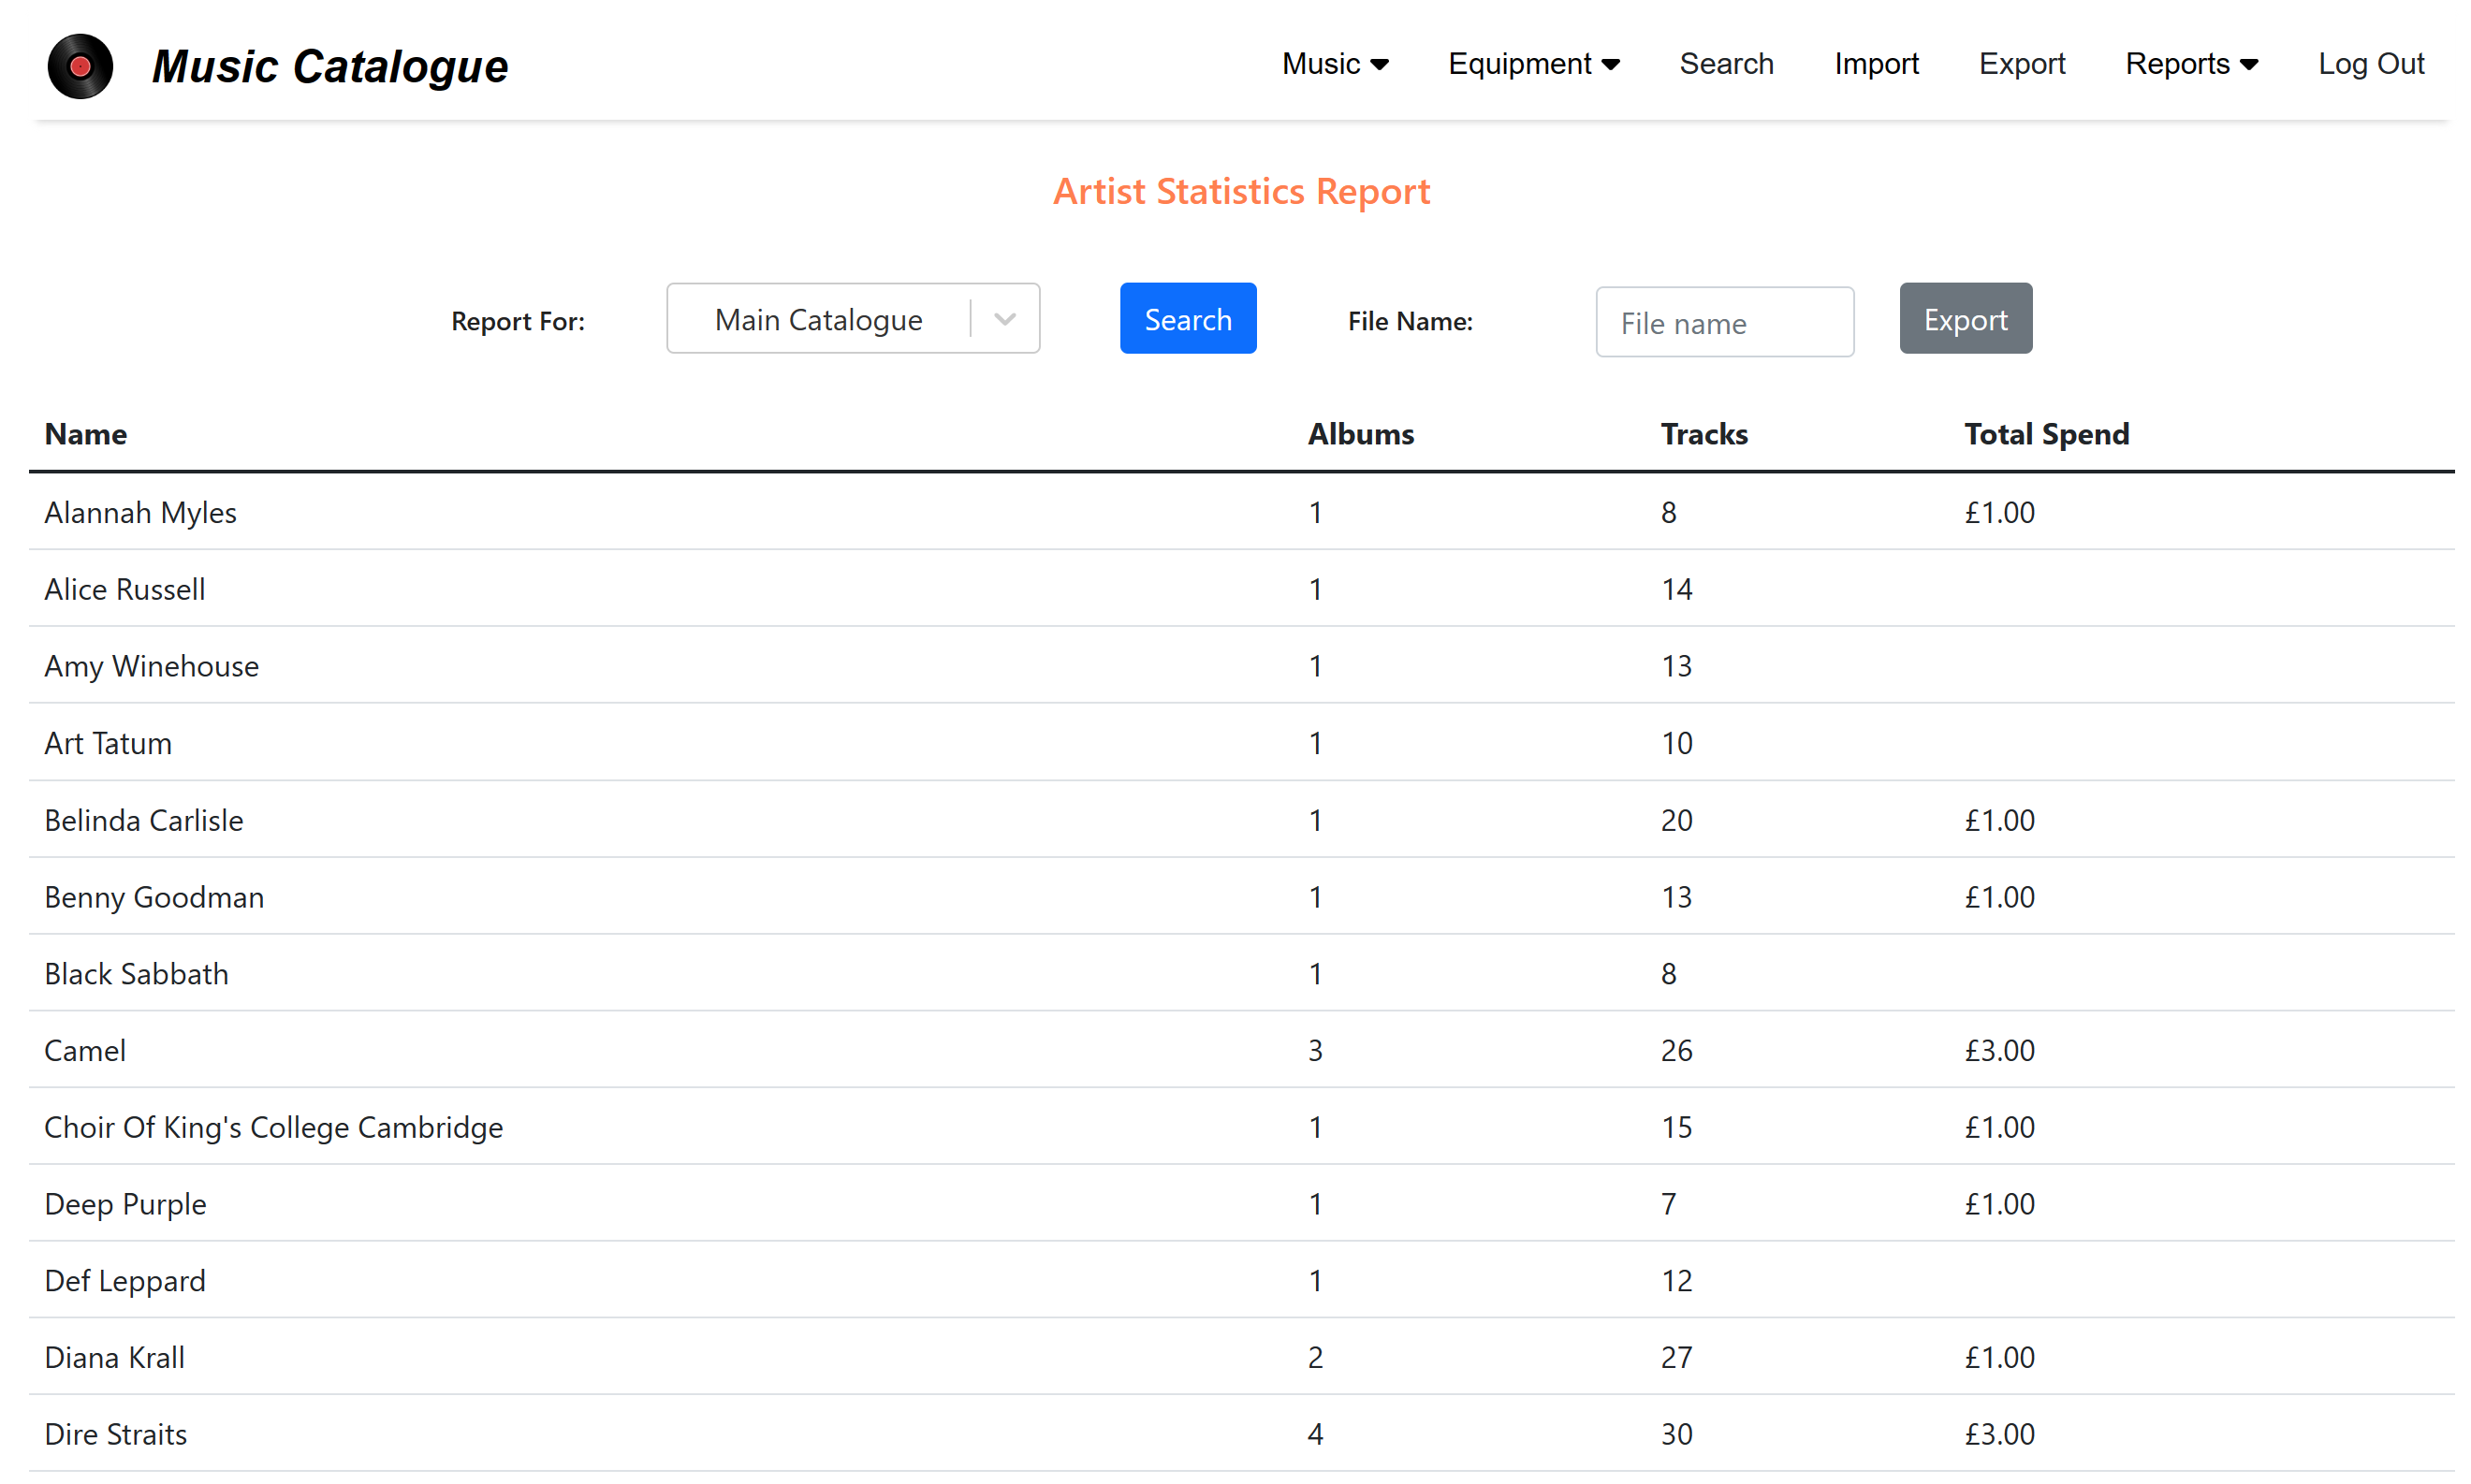 Music Catalogue Music Equipment Search Import Export Reports Log Out
Artist Statistics Report
Report For: Main Catalogue Search File Name: File name Export
Name Albums Tracks Total Spend
Alannah Myles 1 8 £1.00
Alice Russell 1 14
Amy Winehouse 1 13
Art Tatum 1 10
Belinda Carlisle 1 20 £1.00
Benny Goodman 1 13 £1.00
Black Sabbath 1 8
Camel 3 26 £3.00
Choir Of King's College Cambridge 1 15 £1.00
Deep Purple 1 7 £1.00
Def Leppard 1 12
Diana Krall 2 27 £1.00
Dire Straits 4 30 £3.00